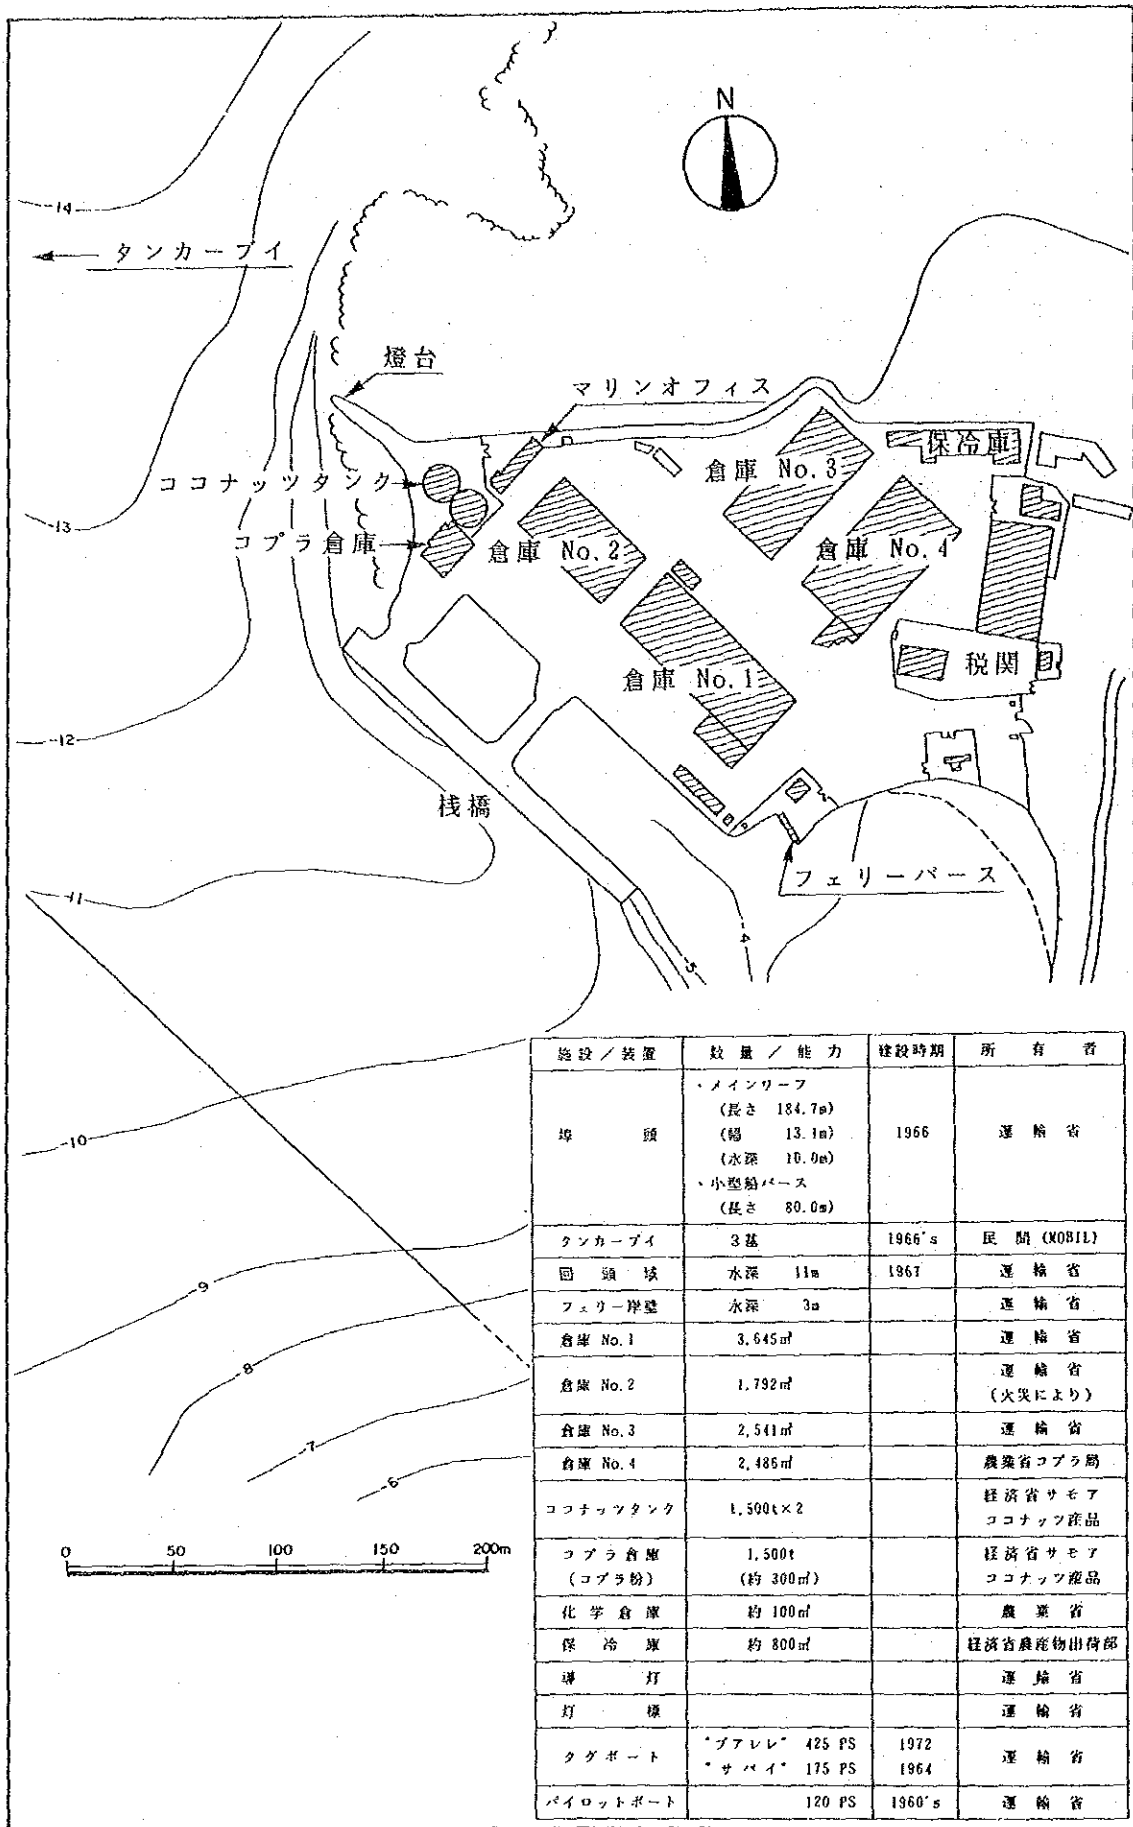 N
-14
タンカーブイ
燈台
マリンオフィス
保冷庫
倉庫 No.3
ココナッツタンク
-13
コプラ倉庫
倉庫 No.2
倉庫 No.4
税関
倉庫 No.1
-12
桟橋
フェリーバース
-11
-4
-5
-10
-9
-8
-7
-6
0 50 100 150 200m
施設/装置 数量/能力 建設時期 所有者
埠頭 ・メインワーフ 1966 運輸省
(長さ 184.7m)
(幅 13.1m)
(水深 10.0m)
・小型船バース
(長さ 80.0m)
タンカーブイ 3基 1966's 民間 (MOBIL)
回頭域 水深 11m 1967 運輸省
フェリー岸壁 水深 3m 運輸省
倉庫 No.1 3,645㎡ 運輸省
倉庫 No.2 1,792㎡ 運輸省
(火災により)
倉庫 No.3 2,541㎡ 運輸省
倉庫 No.4 2,486㎡ 農業省コプラ局
ココナッツタンク 1,500t×2 経済省サモア
ココナッツ産品
コプラ倉庫 1,500t 経済省サモア
(コプラ粉) (約 300㎡) ココナッツ産品
化学倉庫 約 100㎡ 農業省
保冷庫 約 800㎡ 経済省農産物出荷部
導灯 運輸省
灯標 運輸省
タグボート "プアレレ" 425 PS 1972 運輸省
"サバイ" 175 PS 1964
パイロットボート 120 PS 1960's 運輸省